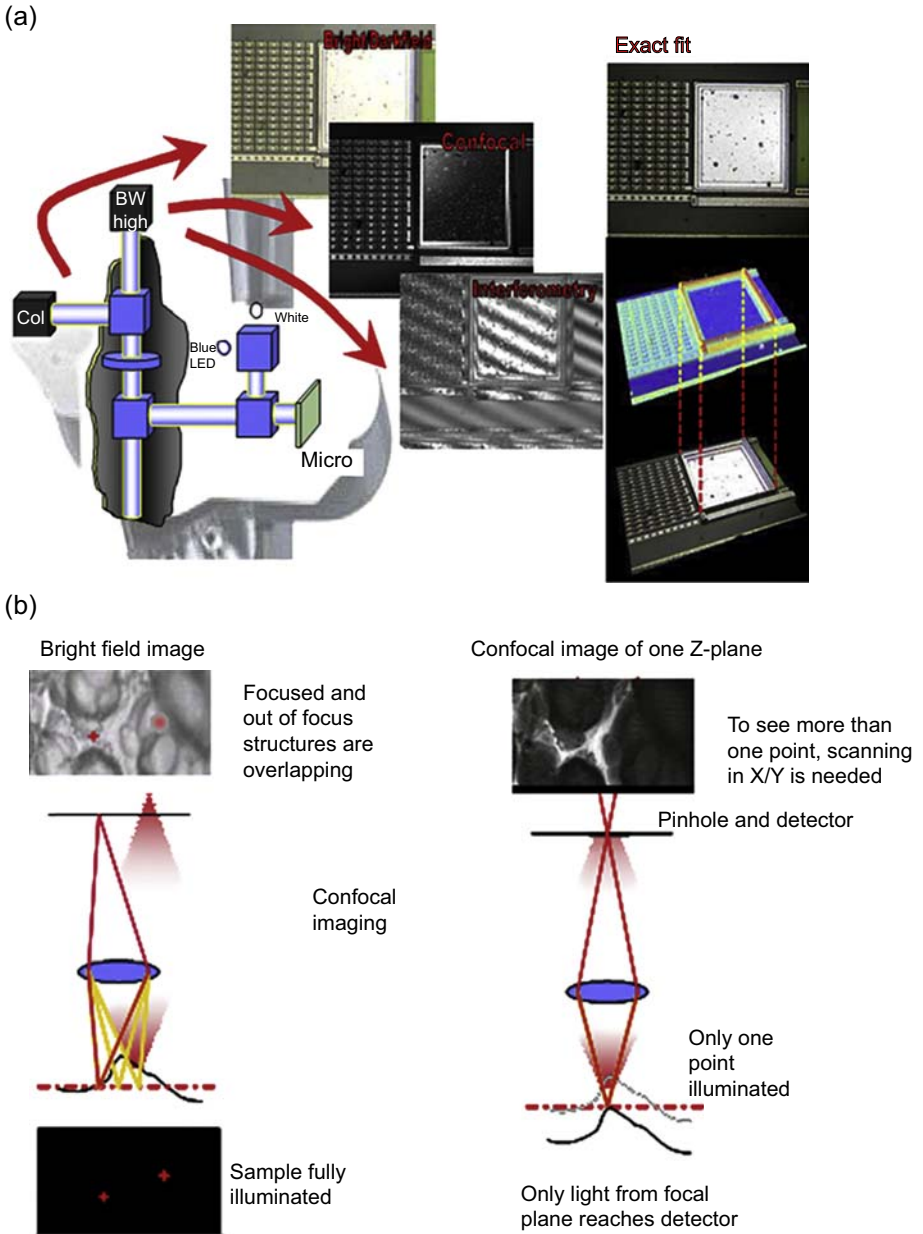 (a)
Bright/Darkfield
Exact fit
Confocal
BW
high
Interferometry
Col
White
Blue
LED
Micro
(b)
Bright field image
Focused and
out of focus
structures are
overlapping
Confocal
imaging
Sample fully
illuminated
Confocal image of one Z-plane
To see more than
one point, scanning
in X/Y is needed
Pinhole and detector
Only one
point
illuminated
Only light from focal
plane reaches detector